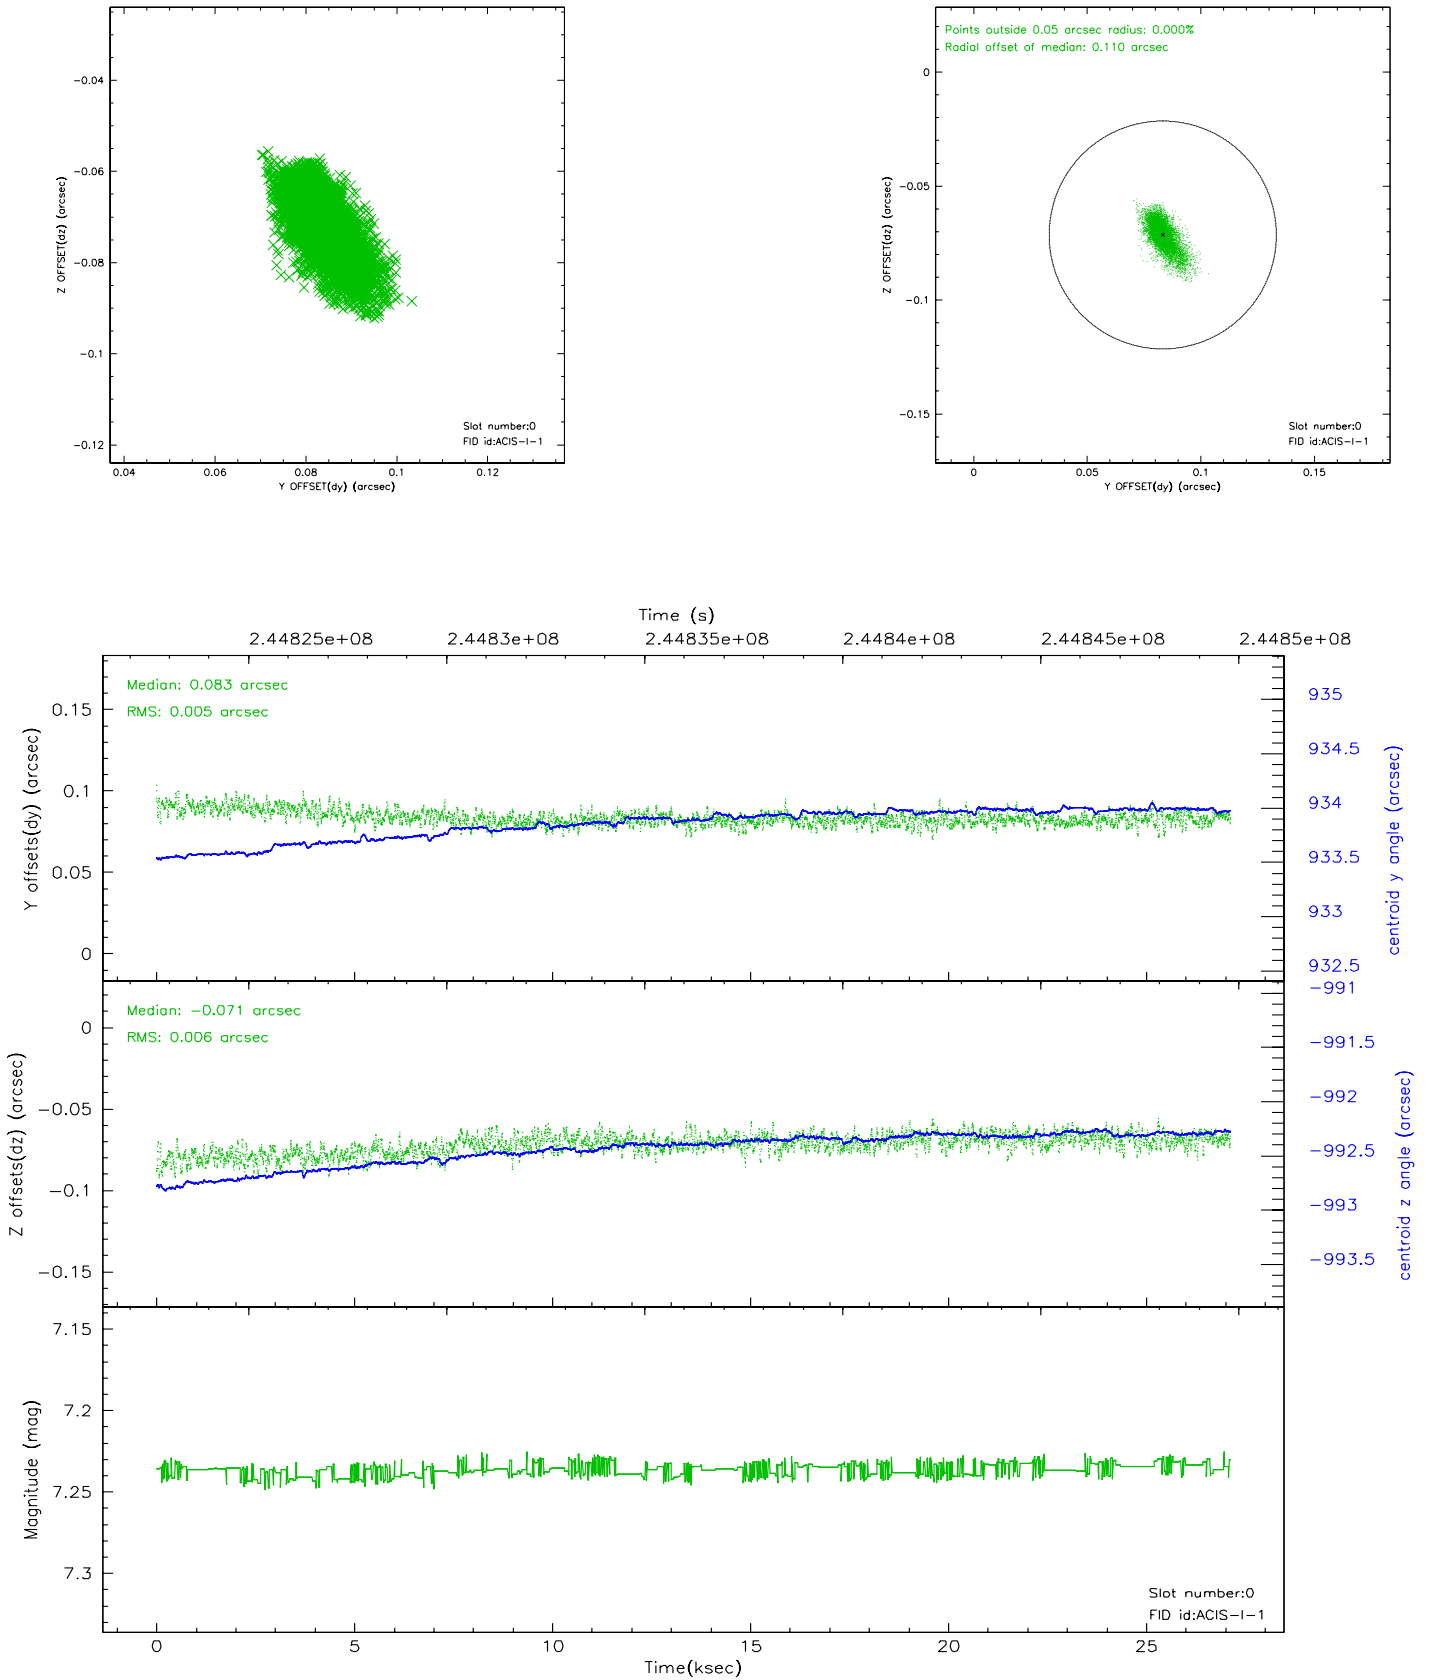 −0.04
−0.06
−0.08
−0.1
−0.12
Z OFFSET(dz) (arcsec)
Slot number:0
FID id:ACIS−I−1
0.04
0.06
0.08
0.1
0.12
Y OFFSET(dy) (arcsec)
Points outside 0.05 arcsec radius: 0.000%
Radial offset of median: 0.110 arcsec
0
−0.05
−0.1
−0.15
Z OFFSET(dz) (arcsec)
Slot number:0
FID id:ACIS−I−1
0
0.05
0.1
0.15
Y OFFSET(dy) (arcsec)
Time (s)
2.44825e+08
2.4483e+08
2.44835e+08
2.4484e+08
2.44845e+08
2.4485e+08
Median: 0.083 arcsec
RMS: 0.005 arcsec
0.15
0.1
0.05
0
Y offsets(dy) (arcsec)
935
934.5
934
933.5
933
932.5
centroid y angle (arcsec)
Median: −0.071 arcsec
RMS: 0.006 arcsec
0
−0.05
−0.1
−0.15
Z offsets(dz) (arcsec)
−991
−991.5
−992
−992.5
−993
−993.5
centroid z angle (arcsec)
7.15
7.2
7.25
7.3
Magnitude (mag)
Slot number:0
FID id:ACIS−I−1
0
5
10
15
20
25
Time(ksec)